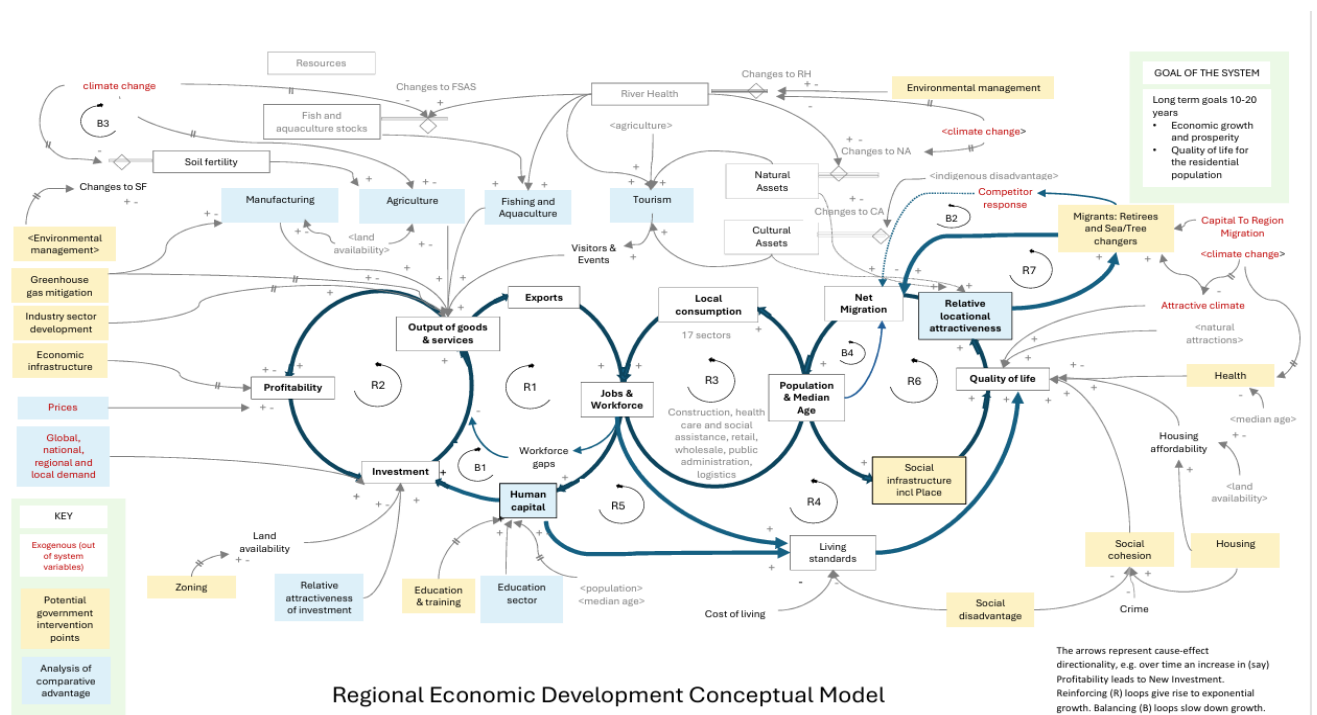 Resources
climate change
Changes to FSAS
Changes to RH
River Health
Environmental management
GOAL OF THE SYSTEM
Long term goals 10-20
years
• Economic growth
and prosperity
• Quality of life for
the residential
population
B3
Fish and
aquaculture stocks
<agriculture>
<climate change>
Changes to NA
Soil fertility
Changes to SF
Natural
Assets
<indigenous disadvantage>
Competitor
response
Manufacturing
Agriculture
Fishing and
Aquaculture
Tourism
Changes to CA
B2
Migrants: Retirees
and Sea/Tree
changers
Capital To Region
Migration
<Environmental
management>
<land
availability>
Cultural
Assets
Visitors &
Events
<climate change>
R7
Greenhouse
gas mitigation
Exports
Local
consumption
Net
Migration
Relative
locational
attractiveness
Attractive climate
Industry sector
development
Output of goods
& services
17 sectors
<natural
attractions>
Economic
infrastructure
B4
R2
R1
R3
R6
Profitability
Jobs &
Workforce
Population
& Median
Age
Quality of life
Health
Prices
<median age>
Construction, health
care and social
assistance, retail,
wholesale, public
administration,
logistics
Global,
national,
regional and
local demand
Workforce
gaps
Housing
affordability
B1
Investment
Social
infrastructure
incl Place
<land
availability>
Human
capital
R5
R4
KEY
Exogenous (out
of system
variables)
Land
availability
Living
standards
Social
cohesion
Housing
Zoning
Relative
attractiveness
of investment
Education
& training
Education
sector
<population>
<median age>
Potential
government
intervention
points
Cost of living
Social
disadvantage
Crime
Analysis of
comparative
advantage
Regional Economic Development Conceptual Model
The arrows represent cause-effect
directionality, e.g. over time an increase in (say)
Profitability leads to New Investment.
Reinforcing (R) loops give rise to exponential
growth. Balancing (B) loops slow down growth.